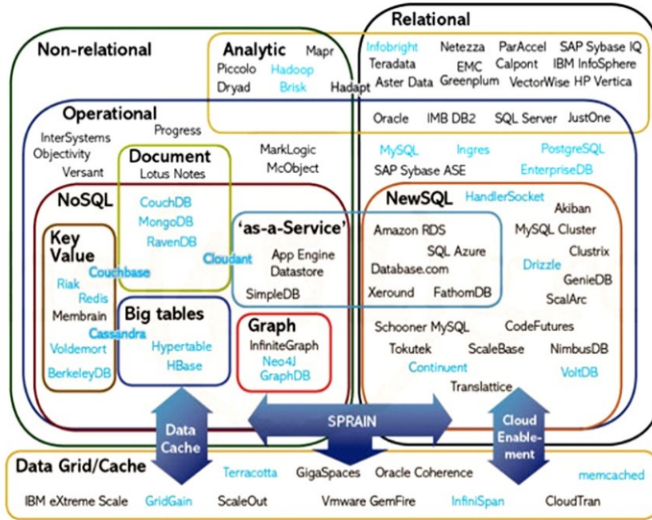 Relational
Non-relational
Analytic
Mapr
Infobright
Netezza
ParAccel
SAP Sybase IQ
Piccolo
Hadoop
Teradata
EMC
Calpont
IBM InfoSphere
Dryad
Brisk
Hadapt
Aster Data
Greenplum
VectorWise
HP Vertica
Operational
Oracle
IMB DB2
SQL Server
JustOne
InterSystems
Progress
Objectivity
Versant
Document
Lotus Notes
MarkLogic
McObject
MySQL
Ingres
PostgreSQL
SAP Sybase ASE
EnterpriseDB
NoSQL
CouchDB
MongoDB
RavenDB
Key
Value
Couchbase
Riak
Redis
Membrain
Cassandra
Voldemort
BerkeleyDB
Cloudant
'as-a-Service'
App Engine
Datastore
SimpleDB
Big tables
Hypertable
HBase
Graph
InfiniteGraph
Neo4J
GraphDB
NewSQL
HandlerSocket
Akiban
Amazon RDS
MySQL Cluster
SQL Azure
Clustrix
Database.com
Drizzle
GenieDB
Xeround
FathomDB
ScalArc
Schooner MySQL
CodeFutures
Tokutek
ScaleBase
NimbusDB
Continuent
VoltDB
Translattice
Data
Cache
SPRAIN
Cloud
Enable-
ment
Data Grid/Cache
Terracotta
GigaSpaces
Oracle Coherence
memcached
IBM eXtreme Scale
GridGain
ScaleOut
Vmware GemFire
InfiniSpan
CloudTran